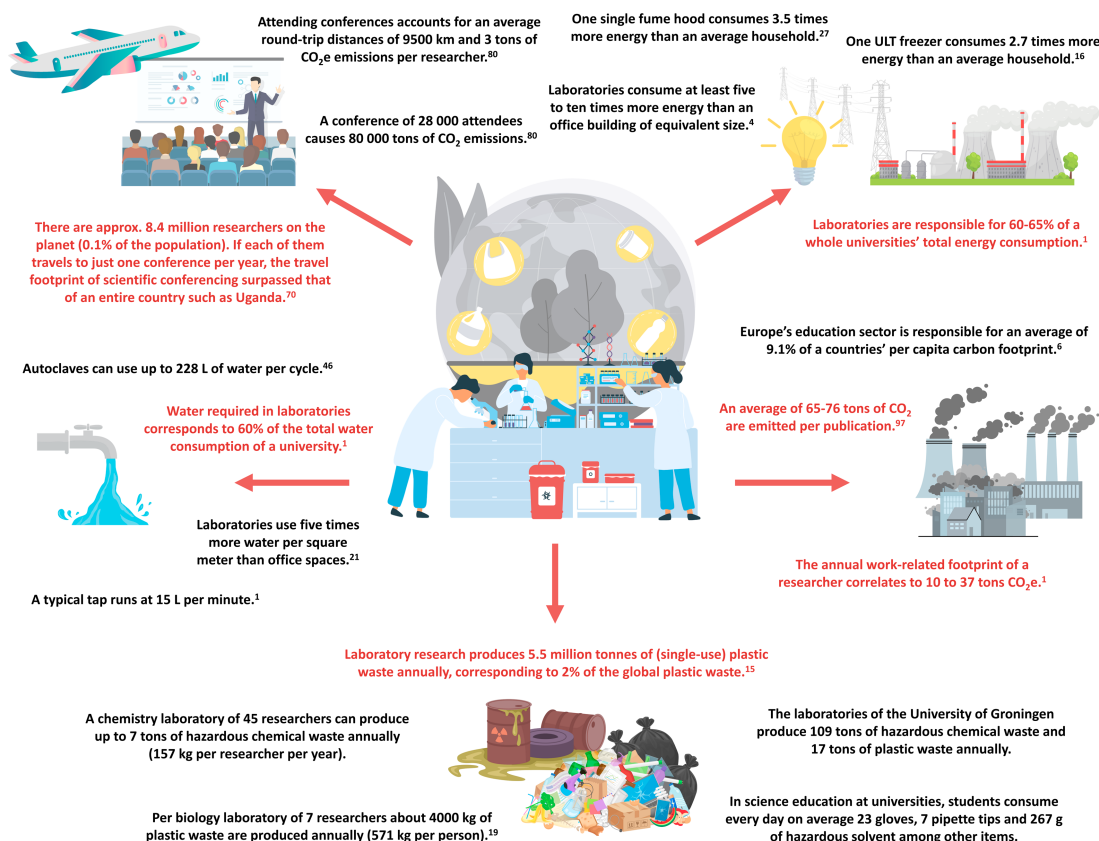 Attending conferences accounts for an average
round-trip distances of 9500 km and 3 tons of
CO₂e emissions per researcher.⁸⁰
A conference of 28 000 attendees
causes 80 000 tons of CO₂ emissions.⁸⁰
There are approx. 8.4 million researchers on the
planet (0.1% of the population). If each of them
travels to just one conference per year, the travel
footprint of scientific conferencing surpassed that
of an entire country such as Uganda.⁷⁰
One single fume hood consumes 3.5 times
more energy than an average household.²⁷
One ULT freezer consumes 2.7 times more
energy than an average household.¹⁶
Laboratories consume at least five
to ten times more energy than an
office building of equivalent size.⁴
Laboratories are responsible for 60-65% of a
whole universities’ total energy consumption.¹
Autoclaves can use up to 228 L of water per cycle.⁴⁶
Water required in laboratories
corresponds to 60% of the total water
consumption of a university.¹
Laboratories use five times
more water per square
meter than office spaces.²¹
A typical tap runs at 15 L per minute.¹
Europe’s education sector is responsible for an average of
9.1% of a countries’ per capita carbon footprint.⁶
An average of 65-76 tons of CO₂
are emitted per publication.⁹⁷
The annual work-related footprint of a
researcher correlates to 10 to 37 tons CO₂e.¹
Laboratory research produces 5.5 million tonnes of (single-use) plastic
waste annually, corresponding to 2% of the global plastic waste.¹⁵
A chemistry laboratory of 45 researchers can produce
up to 7 tons of hazardous chemical waste annually
(157 kg per researcher per year).
Per biology laboratory of 7 researchers about 4000 kg of
plastic waste are produced annually (571 kg per person).¹⁹
The laboratories of the University of Groningen
produce 109 tons of hazardous chemical waste and
17 tons of plastic waste annually.
In science education at universities, students consume
every day on average 23 gloves, 7 pipette tips and 267 g
of hazardous solvent among other items.